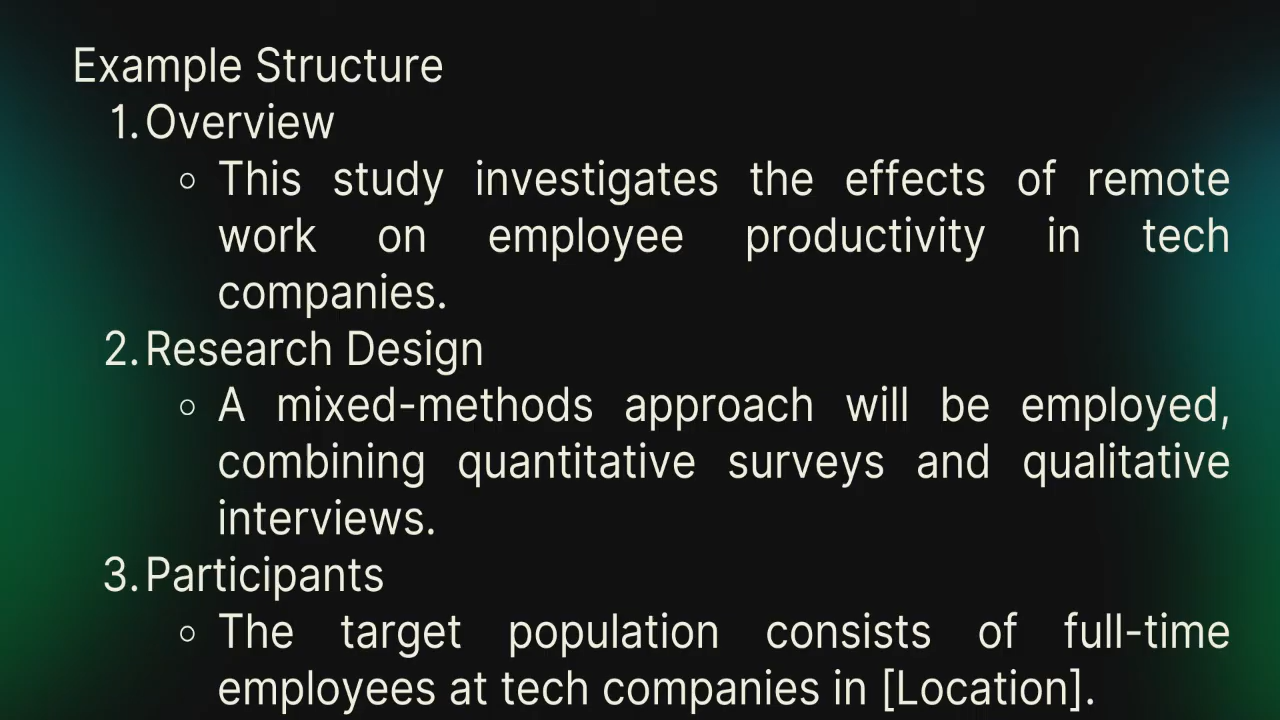 Example Structure
1. Overview
○ This study investigates the effects of remote
work on employee productivity in tech
companies.
2. Research Design
○ A mixed-methods approach will be employed,
combining quantitative surveys and qualitative
interviews.
3. Participants
○ The target population consists of full-time
employees at tech companies in [Location].